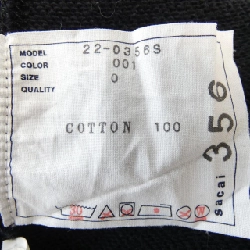 MODEL 22-0356S
COLOR 001
SIZE 0
QUALITY
COTTON 100
sacai 356